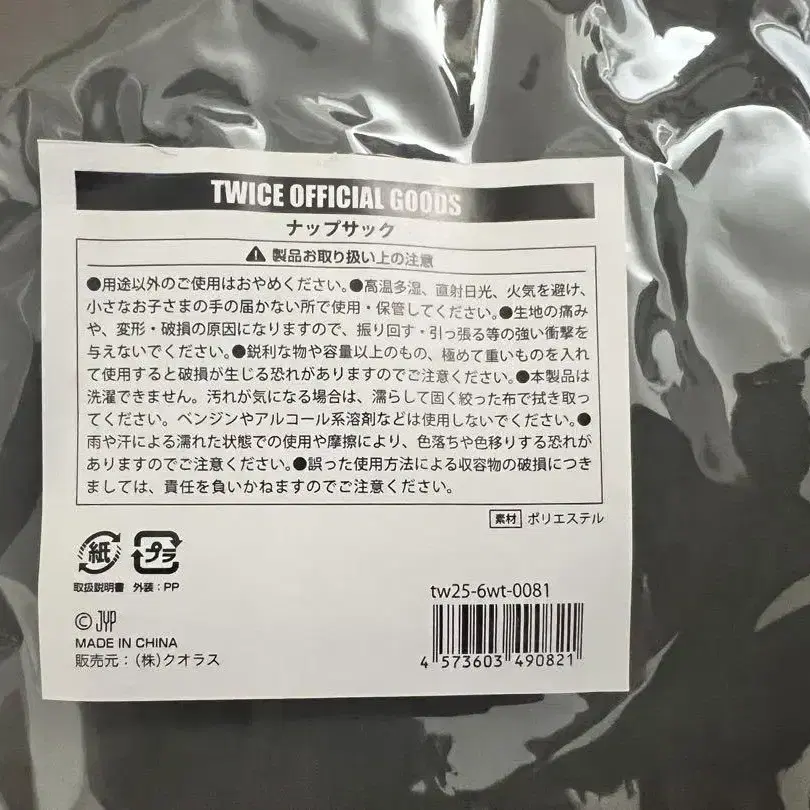 TWICE OFFICIAL GOODS
ナップサック
⚠ 製品お取り扱い上の注意
●用途以外のご使用はおやめください。●高温多湿、直射日光、火気を避け、
小さなお子さまの手の届かない所で使用・保管してください。●生地の痛み
や、変形・破損の原因になりますので、振り回す・引っ張る等の強い衝撃を
与えないでください。●鋭利な物や容量以上のもの、極めて重いものを入れ
て使用すると破損が生じる恐れがありますのでご注意ください。●本製品は
洗濯できません。汚れが気になる場合は、濡らして固く絞った布で拭き取っ
てください。ベンジンやアルコール系溶剤などは使用しないでください。●
雨や汗による濡れた状態での使用や摩擦により、色落ちや色移りする恐れが
ありますのでご注意ください。●誤った使用方法による収容物の破損につき
ましては、責任を負いかねますのでご注意ください。
素材 ポリエステル
紙 プラ
取扱説明書 外装：PP
tw25-6wt-0081
© JYP
MADE IN CHINA
販売元：(株)クオラス
4 573603 490821